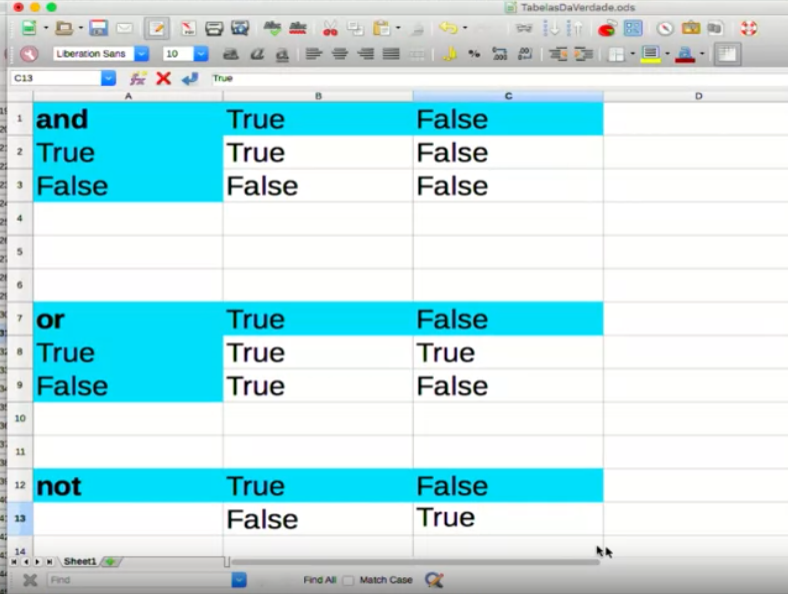 TabelasDaVerdade.ods
Liberation Sans 10
C13 True
A B C D
1 and True False
2 True True False
3 False False False
4
5
6
7 or True False
8 True True True
9 False True False
10
11
12 not True False
13 False True
14
Sheet1
Find Find All Match Case